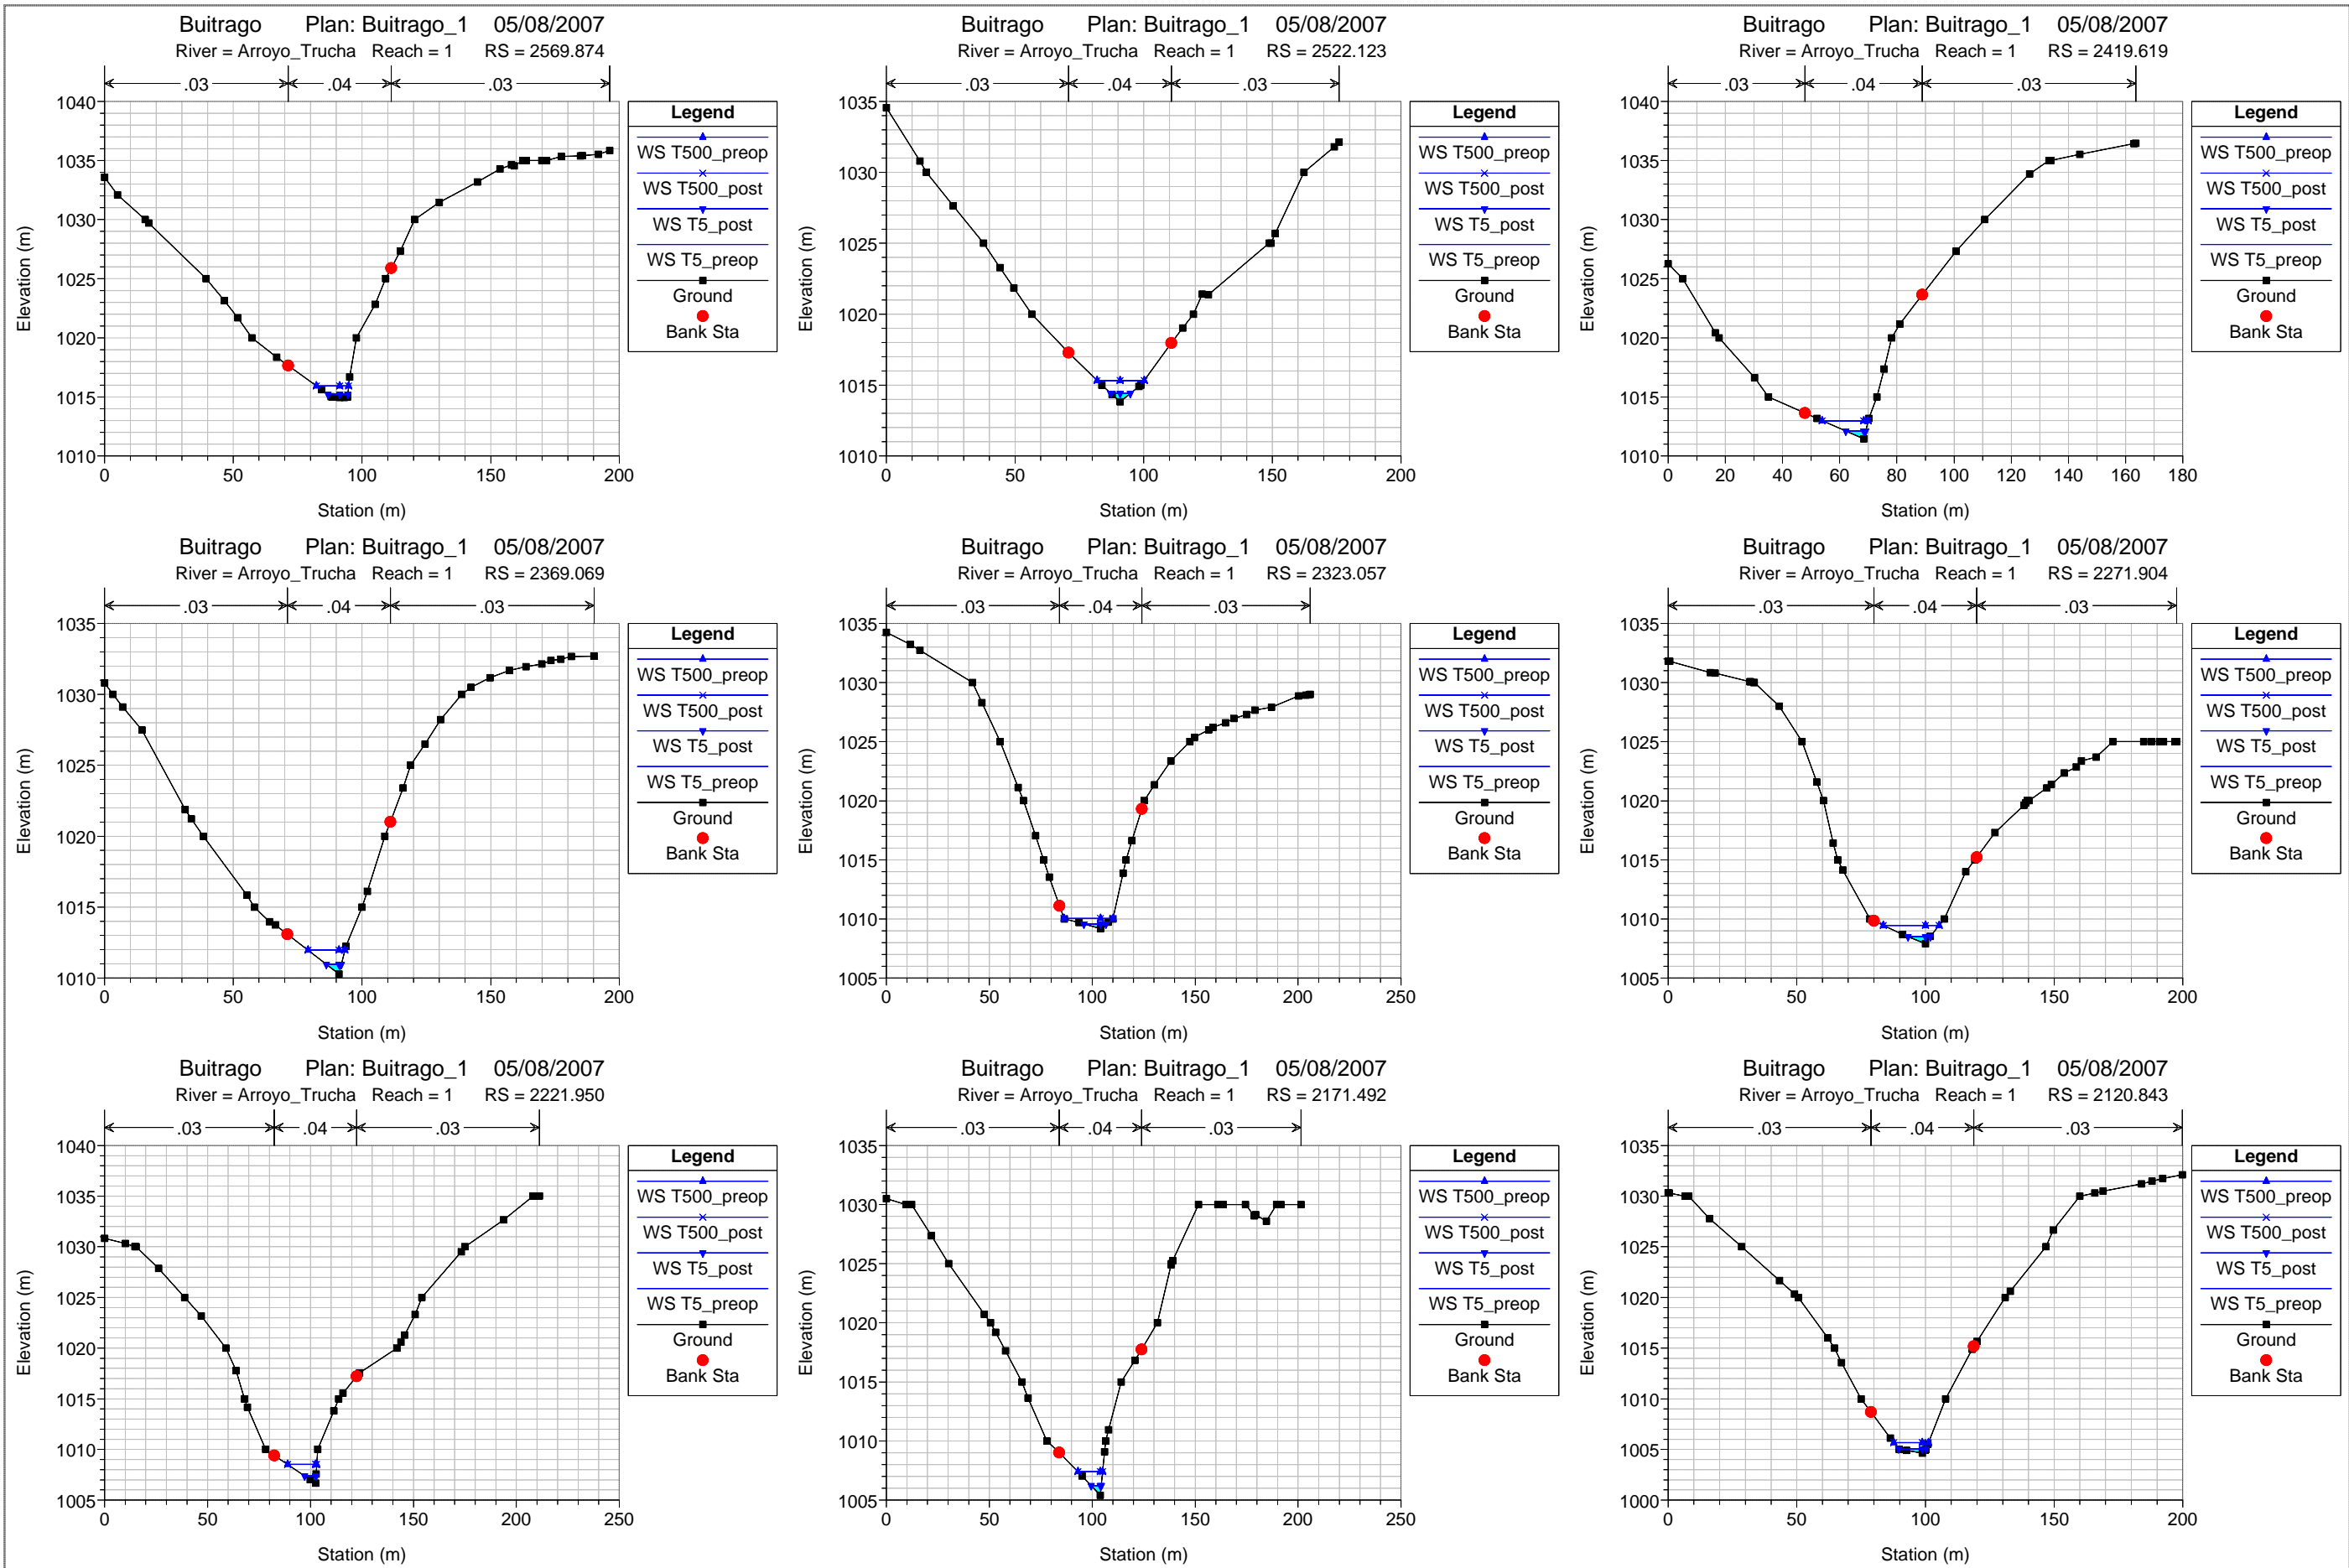 Buitrago Plan: Buitrago_1 05/08/2007
River = Arroyo_Trucha Reach = 1 RS = 2569.874
.03 .04 .03
1040
1035
1030
1025
1020
1015
1010
Elevation (m)
0 50 100 150 200
Station (m)
Legend
WS T500_preop
WS T500_post
WS T5_post
WS T5_preop
Ground
Bank Sta
Buitrago Plan: Buitrago_1 05/08/2007
River = Arroyo_Trucha Reach = 1 RS = 2522.123
.03 .04 .03
1035
1030
1025
1020
1015
1010
Elevation (m)
0 50 100 150 200
Station (m)
Legend
WS T500_preop
WS T500_post
WS T5_post
WS T5_preop
Ground
Bank Sta
Buitrago Plan: Buitrago_1 05/08/2007
River = Arroyo_Trucha Reach = 1 RS = 2419.619
.03 .04 .03
1040
1035
1030
1025
1020
1015
1010
Elevation (m)
0 20 40 60 80 100 120 140 160 180
Station (m)
Legend
WS T500_preop
WS T500_post
WS T5_post
WS T5_preop
Ground
Bank Sta
Buitrago Plan: Buitrago_1 05/08/2007
River = Arroyo_Trucha Reach = 1 RS = 2369.069
.03 .04 .03
1035
1030
1025
1020
1015
1010
Elevation (m)
0 50 100 150 200
Station (m)
Legend
WS T500_preop
WS T500_post
WS T5_post
WS T5_preop
Ground
Bank Sta
Buitrago Plan: Buitrago_1 05/08/2007
River = Arroyo_Trucha Reach = 1 RS = 2323.057
.03 .04 .03
1035
1030
1025
1020
1015
1010
1005
Elevation (m)
0 50 100 150 200 250
Station (m)
Legend
WS T500_preop
WS T500_post
WS T5_post
WS T5_preop
Ground
Bank Sta
Buitrago Plan: Buitrago_1 05/08/2007
River = Arroyo_Trucha Reach = 1 RS = 2271.904
.03 .04 .03
1035
1030
1025
1020
1015
1010
1005
Elevation (m)
0 50 100 150 200
Station (m)
Legend
WS T500_preop
WS T500_post
WS T5_post
WS T5_preop
Ground
Bank Sta
Buitrago Plan: Buitrago_1 05/08/2007
River = Arroyo_Trucha Reach = 1 RS = 2221.950
.03 .04 .03
1040
1035
1030
1025
1020
1015
1010
1005
Elevation (m)
0 50 100 150 200 250
Station (m)
Legend
WS T500_preop
WS T500_post
WS T5_post
WS T5_preop
Ground
Bank Sta
Buitrago Plan: Buitrago_1 05/08/2007
River = Arroyo_Trucha Reach = 1 RS = 2171.492
.03 .04 .03
1035
1030
1025
1020
1015
1010
1005
Elevation (m)
0 50 100 150 200 250
Station (m)
Legend
WS T500_preop
WS T500_post
WS T5_post
WS T5_preop
Ground
Bank Sta
Buitrago Plan: Buitrago_1 05/08/2007
River = Arroyo_Trucha Reach = 1 RS = 2120.843
.03 .04 .03
1035
1030
1025
1020
1015
1010
1005
1000
Elevation (m)
0 50 100 150 200
Station (m)
Legend
WS T500_preop
WS T500_post
WS T5_post
WS T5_preop
Ground
Bank Sta